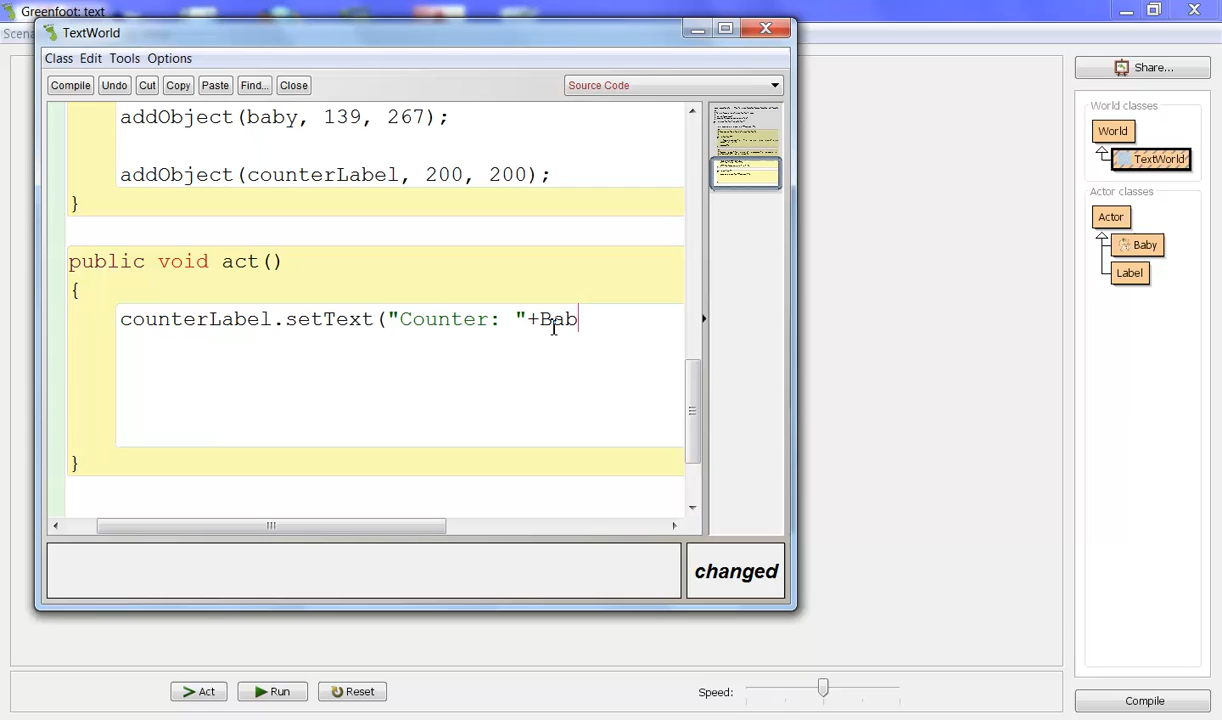 Greenfoot: text
TextWorld
Class Edit Tools Options
Compile Undo Cut Copy Paste Find... Close
Source Code
addObject(baby, 139, 267);
addObject(counterLabel, 200, 200);
}
public void act()
{
counterLabel.setText("Counter: "+Bab
}
changed
Share...
World classes
World
TextWorld
Actor classes
Actor
Baby
Label
Act
Run
Reset
Speed:
Compile